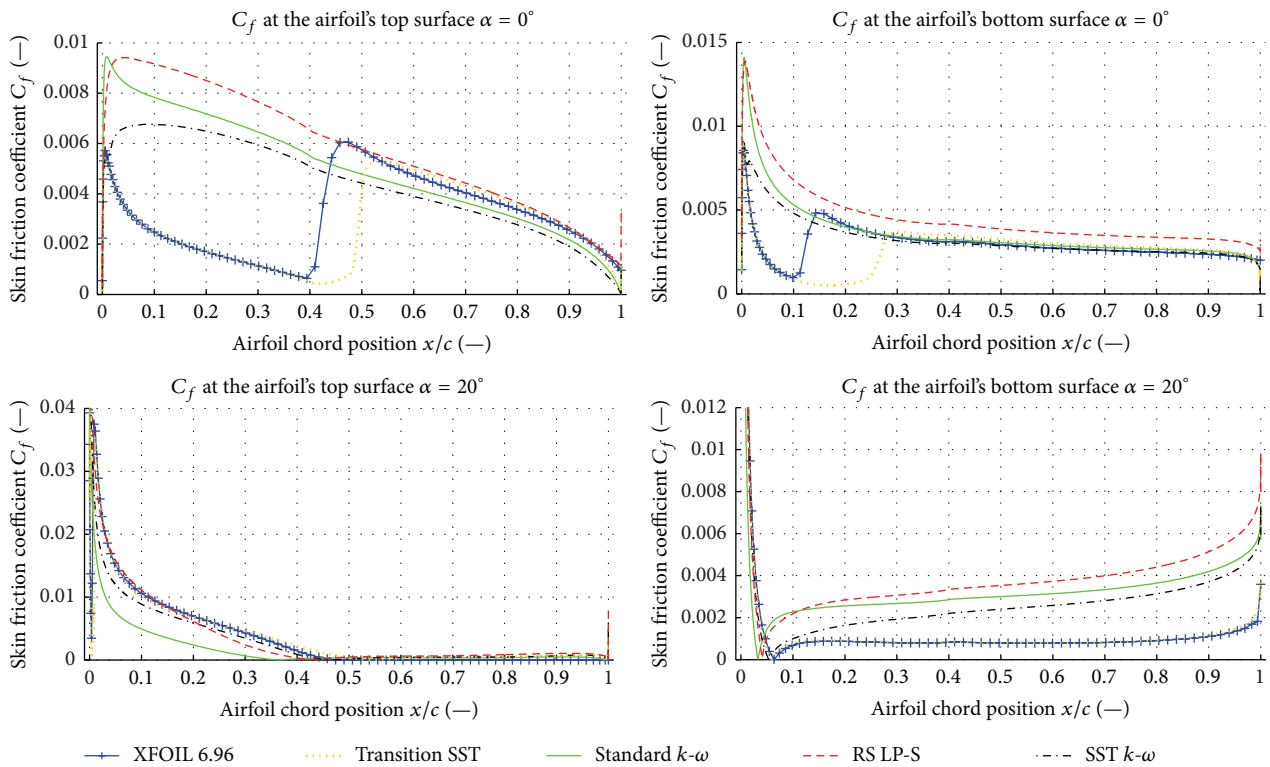 C_f at the airfoil's top surface α = 0°
Skin friction coefficient C_f (—)
0.01
0.008
0.006
0.004
0.002
0
0 0.1 0.2 0.3 0.4 0.5 0.6 0.7 0.8 0.9 1
Airfoil chord position x/c (—)
C_f at the airfoil's bottom surface α = 0°
Skin friction coefficient C_f (—)
0.015
0.01
0.005
0
0 0.1 0.2 0.3 0.4 0.5 0.6 0.7 0.8 0.9 1
Airfoil chord position x/c (—)
C_f at the airfoil's top surface α = 20°
Skin friction coefficient C_f (—)
0.04
0.03
0.02
0.01
0
0 0.1 0.2 0.3 0.4 0.5 0.6 0.7 0.8 0.9 1
Airfoil chord position x/c (—)
C_f at the airfoil's bottom surface α = 20°
Skin friction coefficient C_f (—)
0.012
0.01
0.008
0.006
0.004
0.002
0
0 0.1 0.2 0.3 0.4 0.5 0.6 0.7 0.8 0.9 1
Airfoil chord position x/c (—)
XFOIL 6.96 Transition SST Standard k-ω RS LP-S SST k-ω